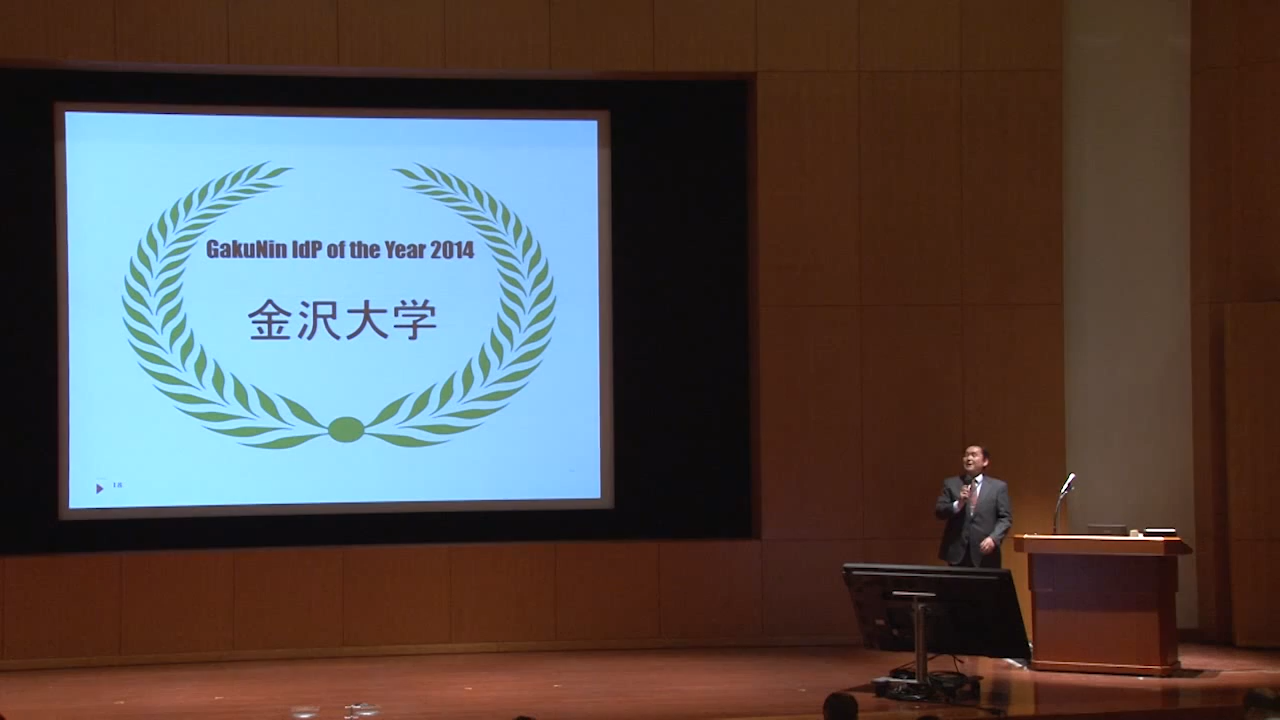 GakuNin IdP of the Year 2014
金沢大学